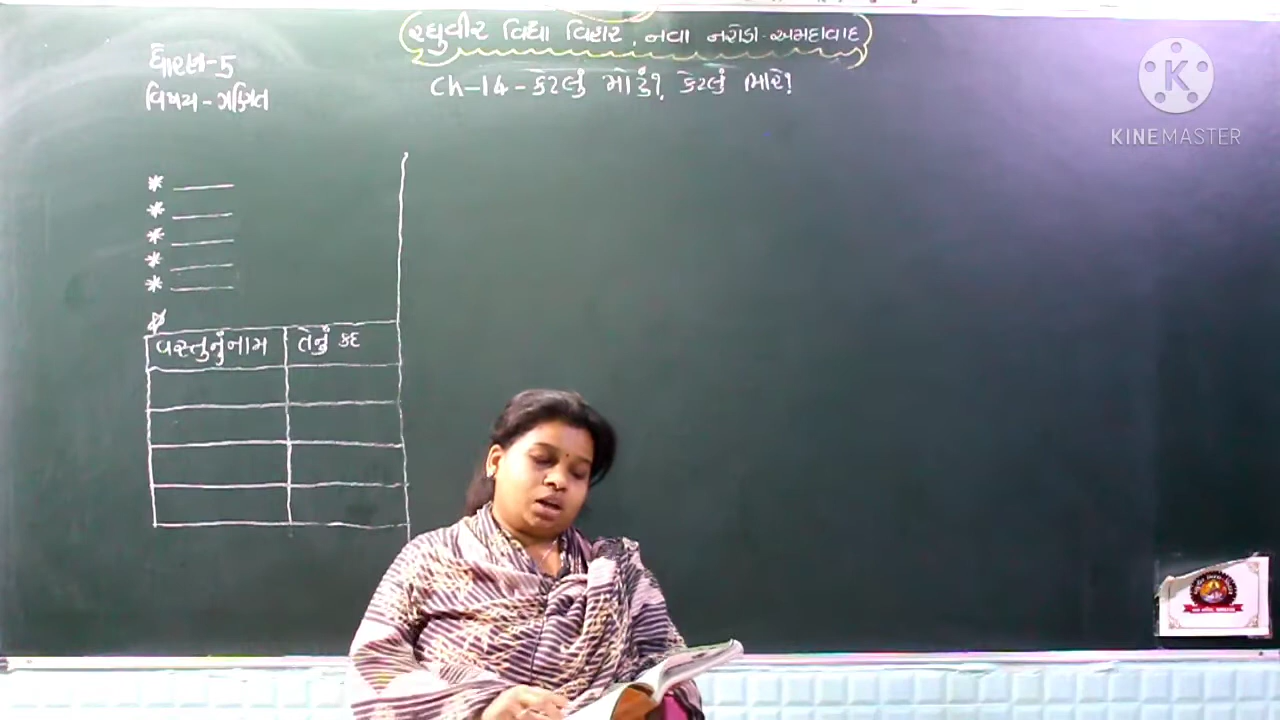 રઘુવીર વિદ્યા વિહાર, નવા નરોડા-અમદાવાદ
ધોરણ-5
Ch-14-કેટલું મોટું? કેટલું ભારે?
વિષય-ગણિત
KINEMASTER
વસ્તુનુંનામ તેનું કદ